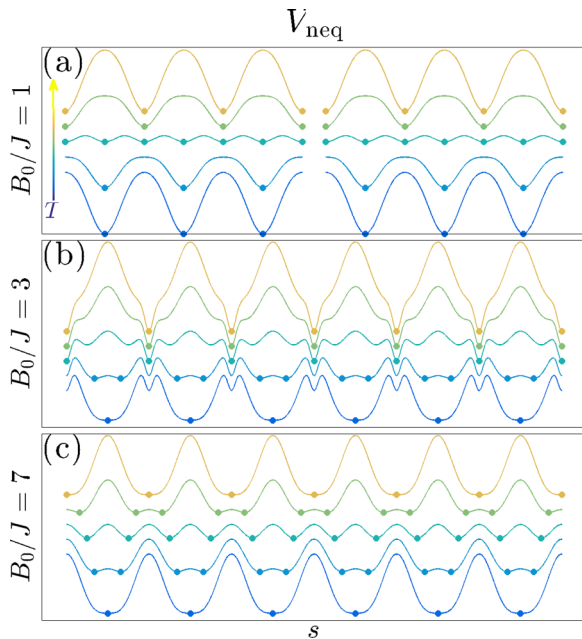 V_neq
(a)
B_0/J = 1
T
(b)
B_0/J = 3
(c)
B_0/J = 7
s